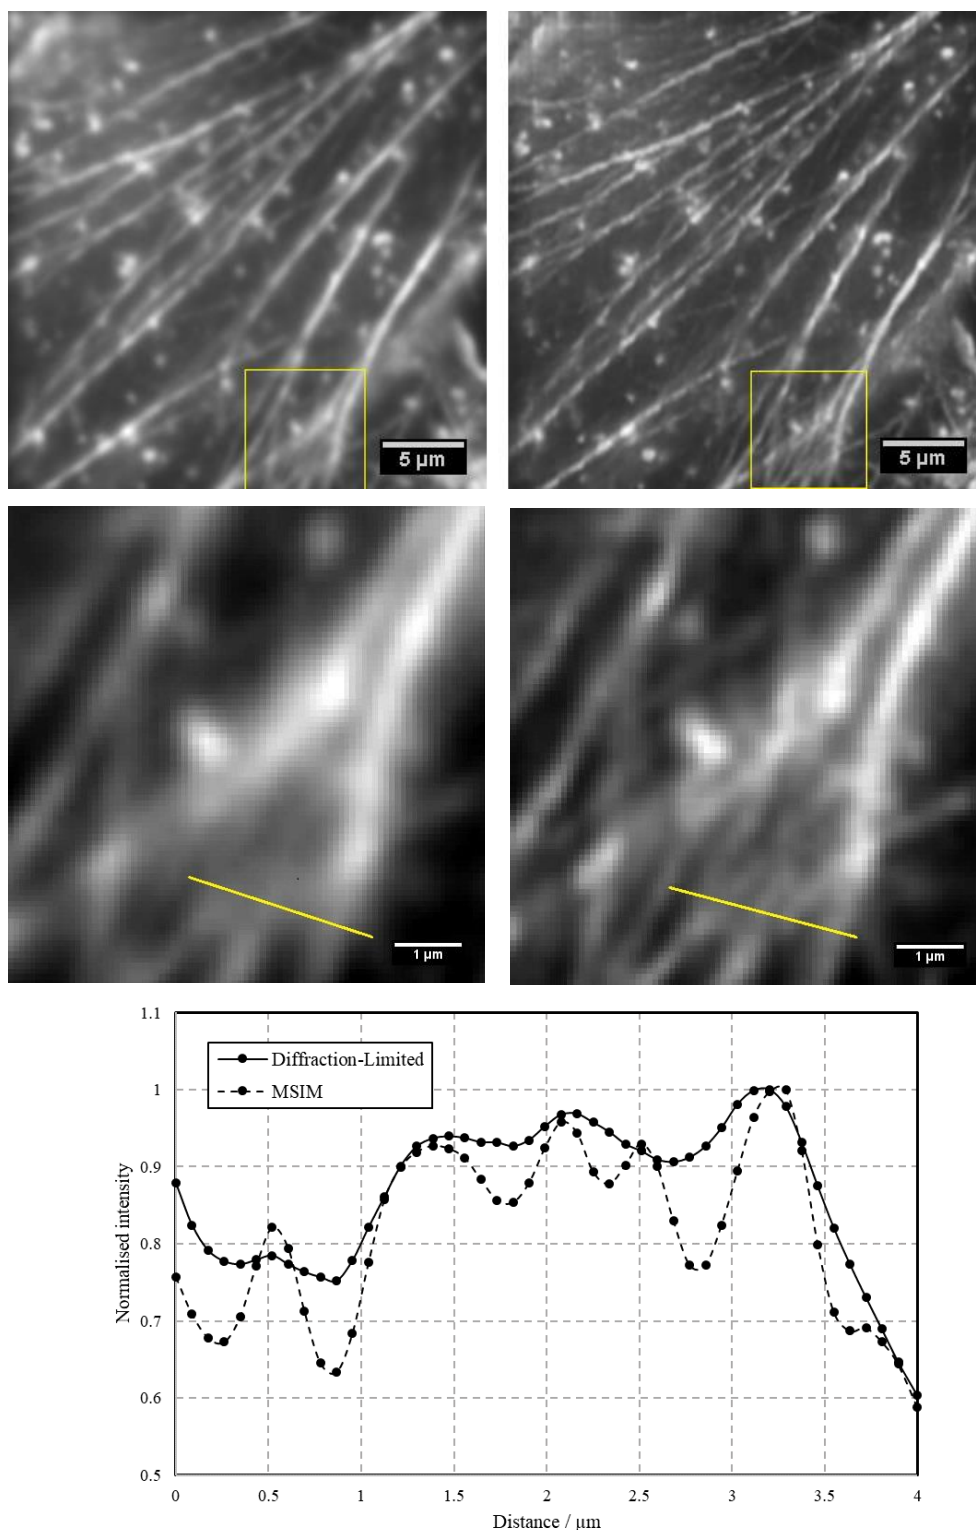 5 µm
5 µm
1 µm
1 µm
1.1
1
0.9
0.8
0.7
0.6
0.5
Normalised intensity
Diffraction-Limited
MSIM
0 0.5 1 1.5 2 2.5 3 3.5 4
Distance / µm